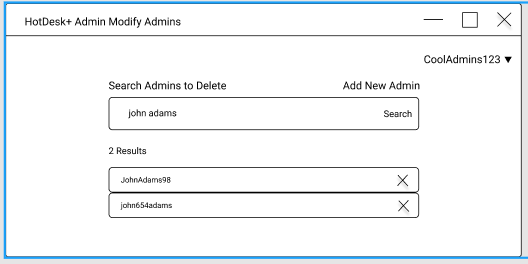 HotDesk+ Admin Modify Admins
CoolAdmins123
Search Admins to Delete
Add New Admin
john adams
Search
2 Results
JohnAdams98
john654adams